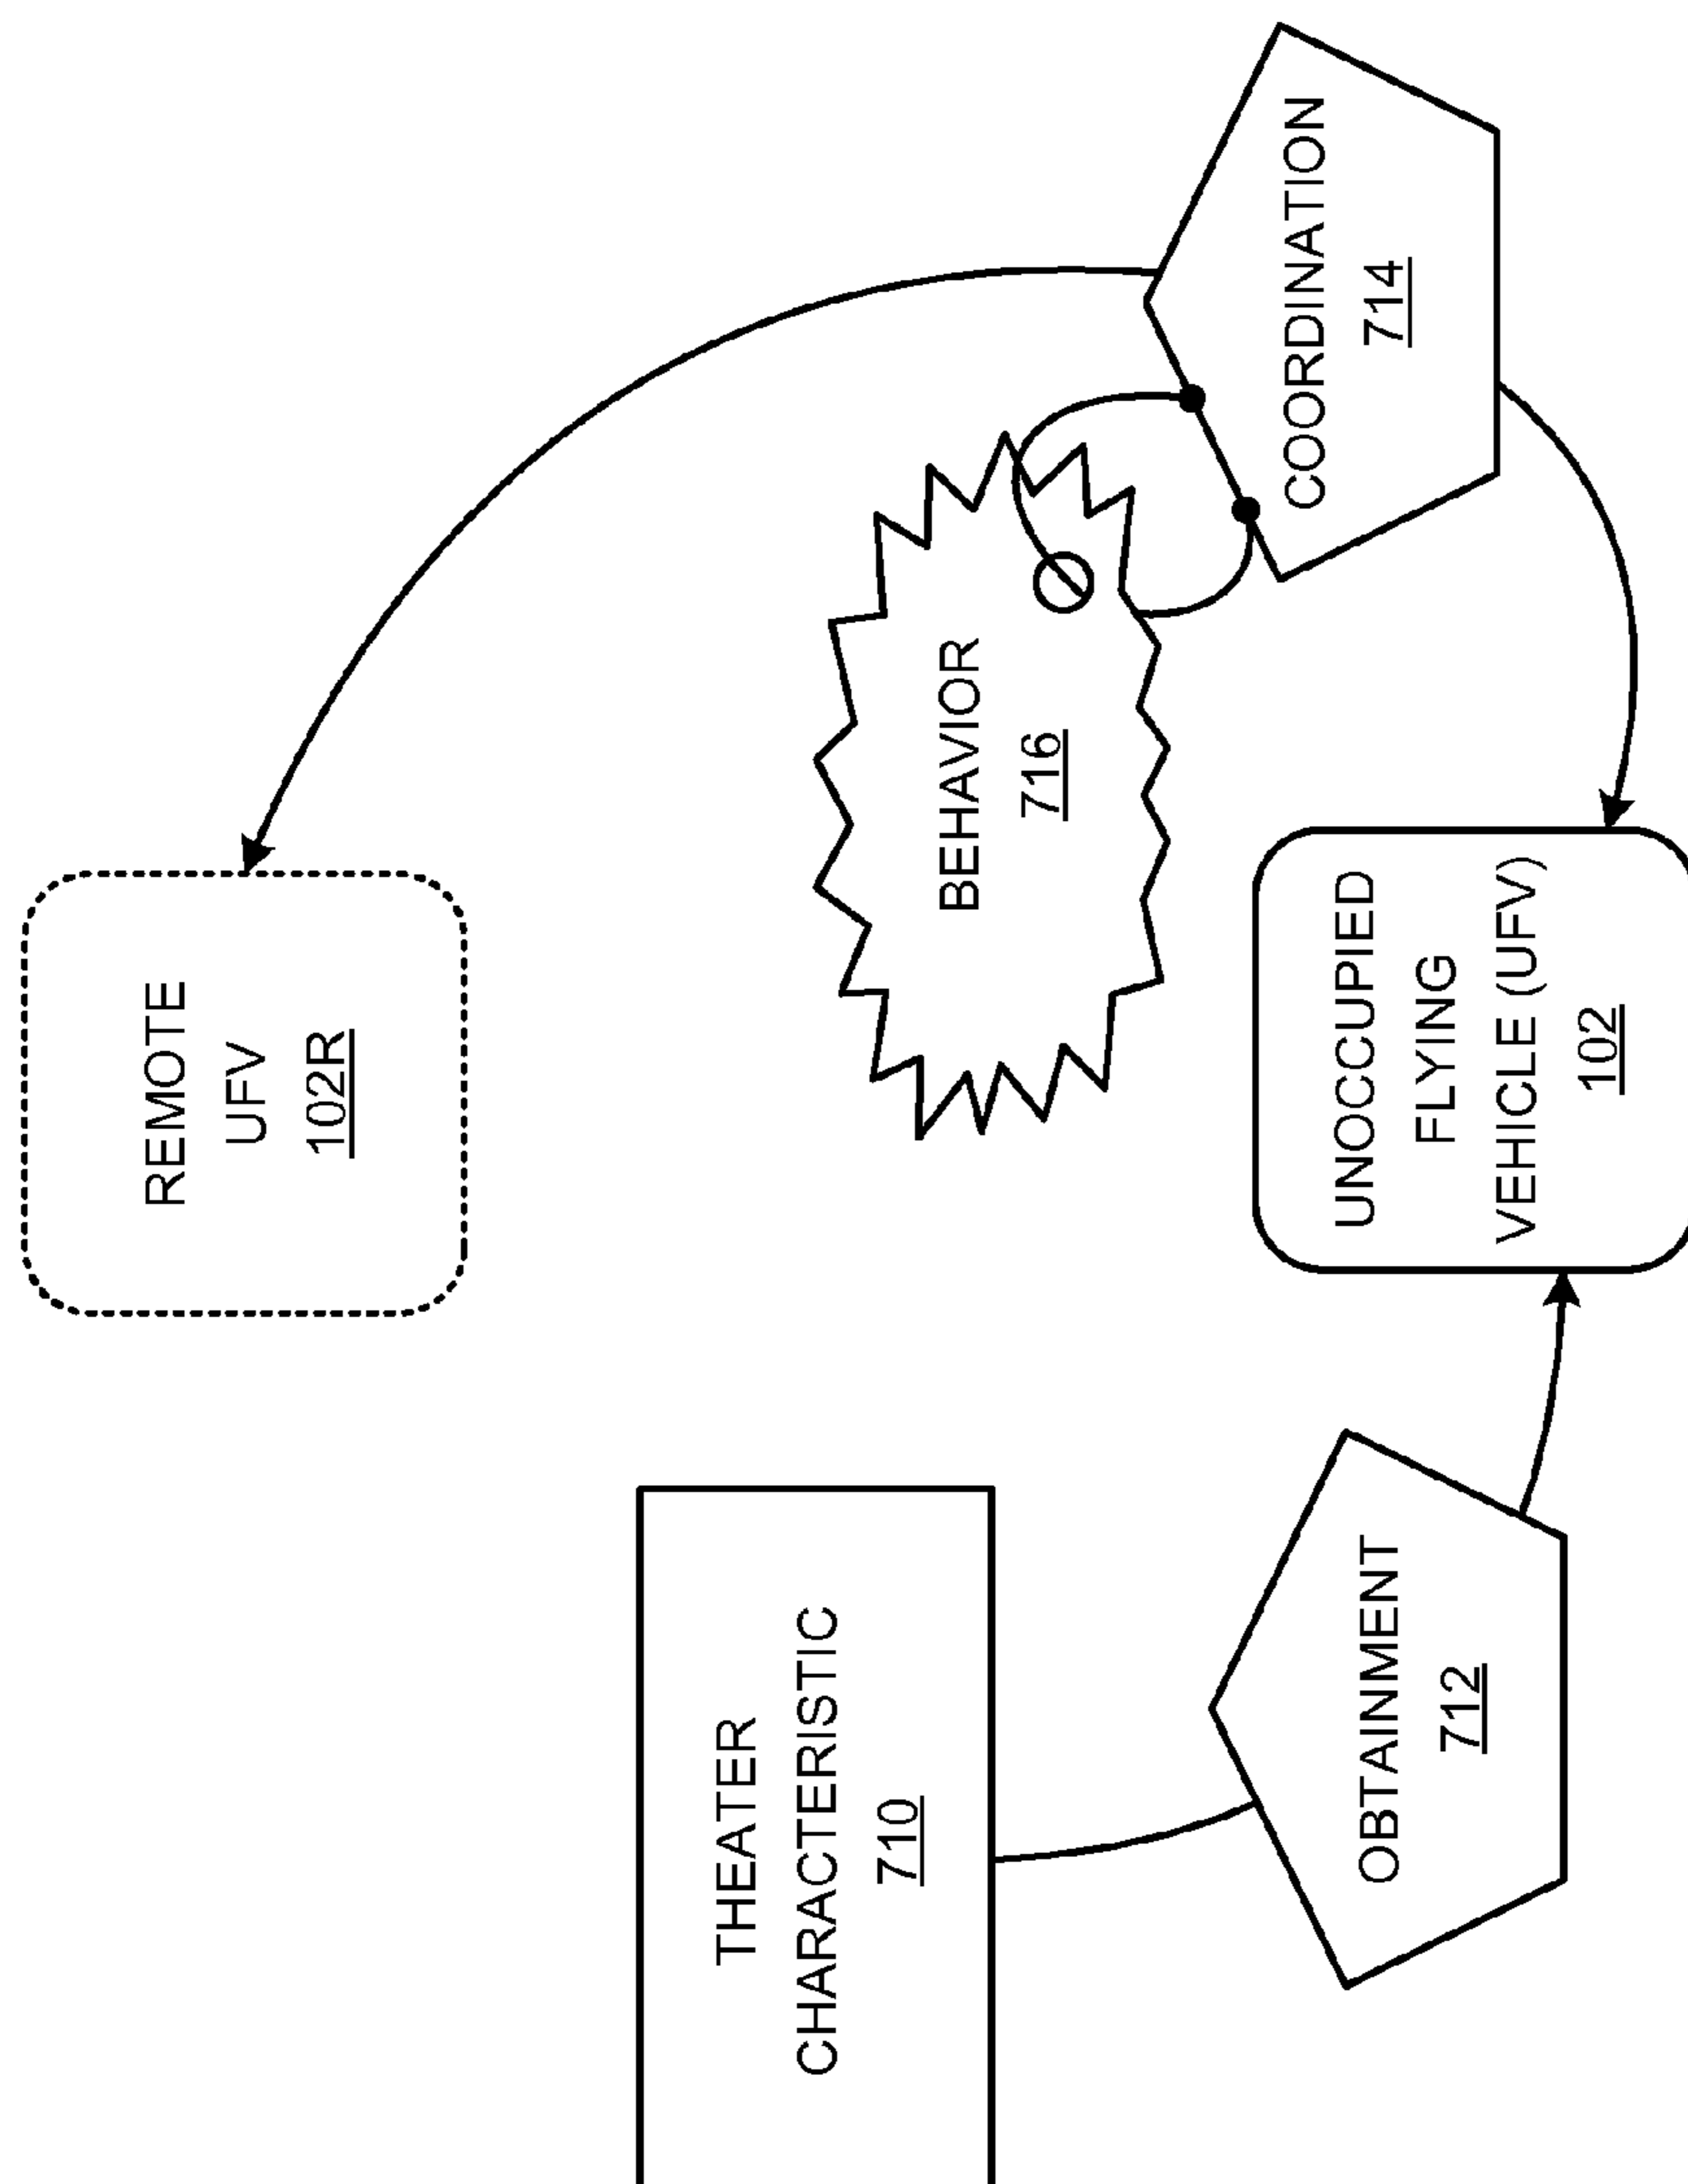 THEATER
CHARACTERISTIC
710
OBTAINMENT
712
REMOTE
UFV
102R
BEHAVIOR
716
UNOCCUPIED
FLYING
VEHICLE (UFV)
102
COORDINATION
714